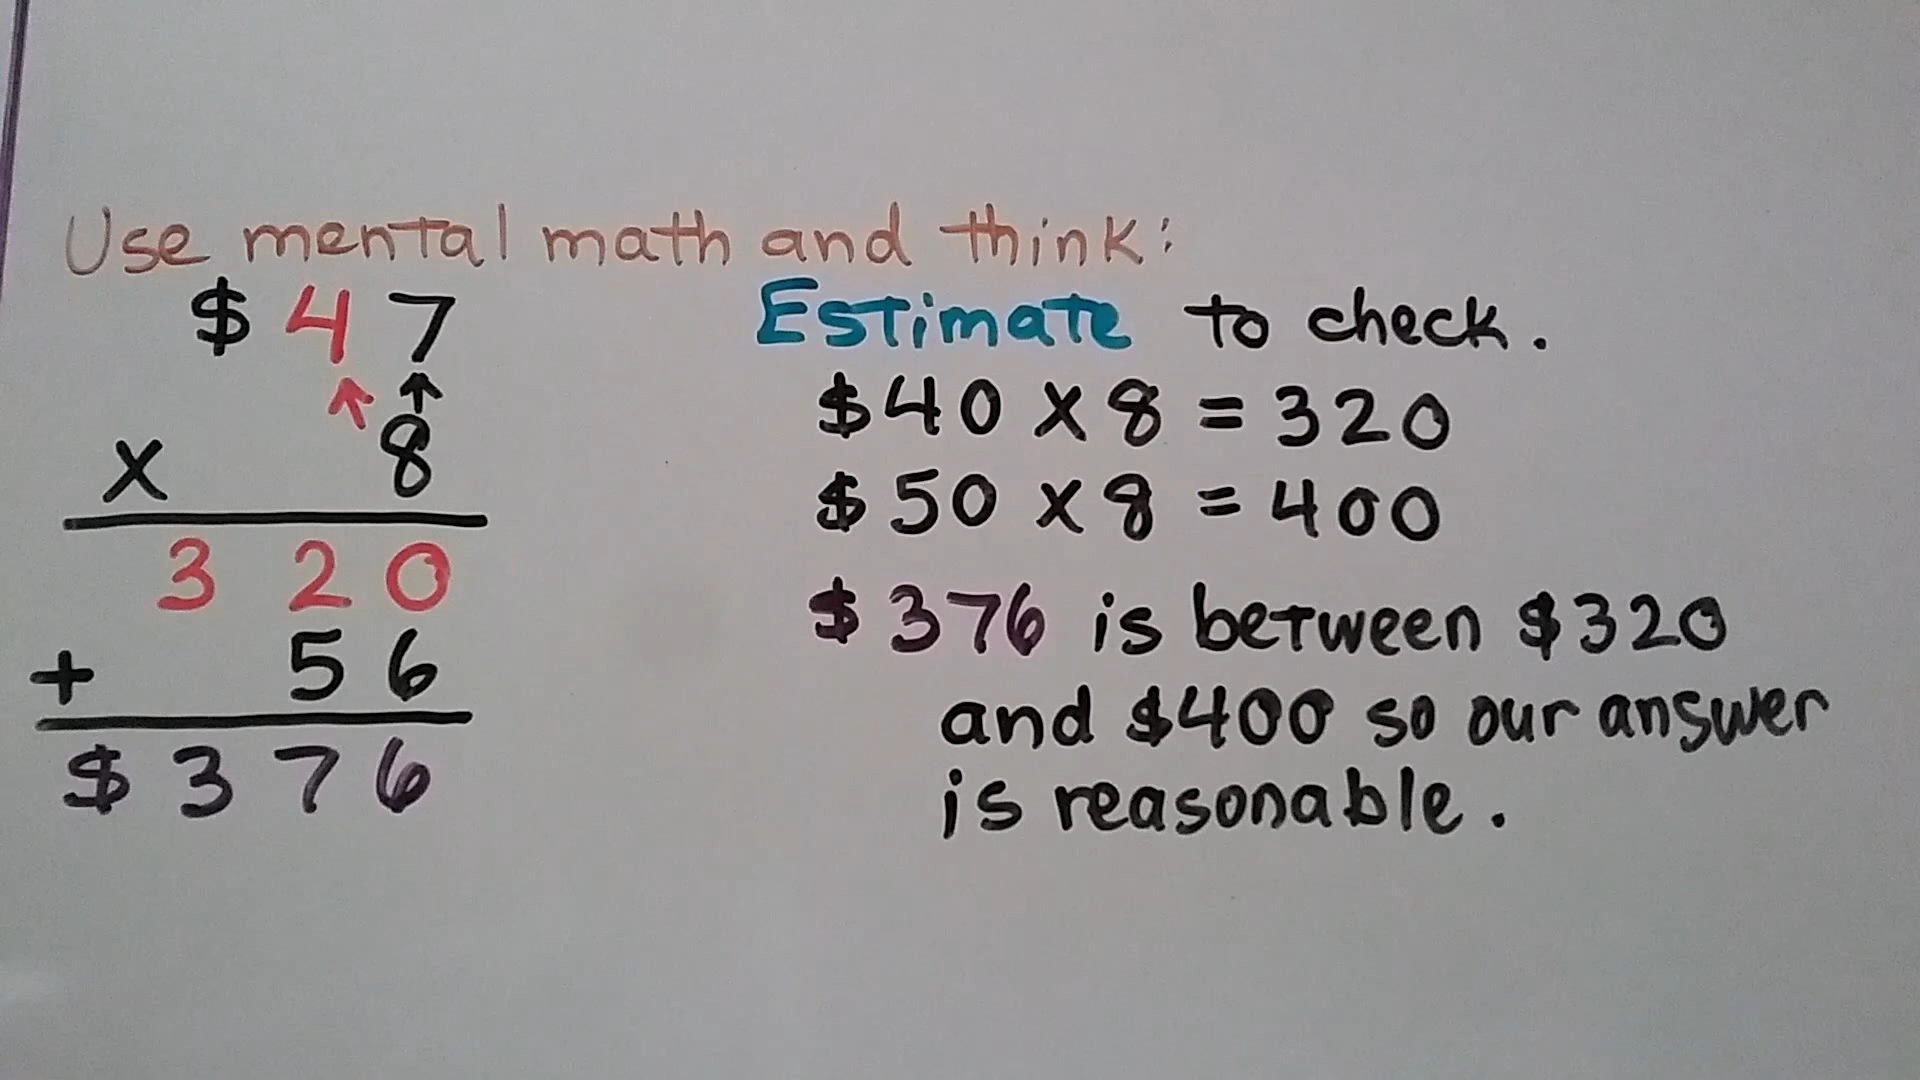 Use mental math and think:
$ 47
x 8
320
+ 56
$ 376
Estimate to check.
$40 x 8 = 320
$50 x 8 = 400
$376 is between $320
and $400 so our answer
is reasonable.